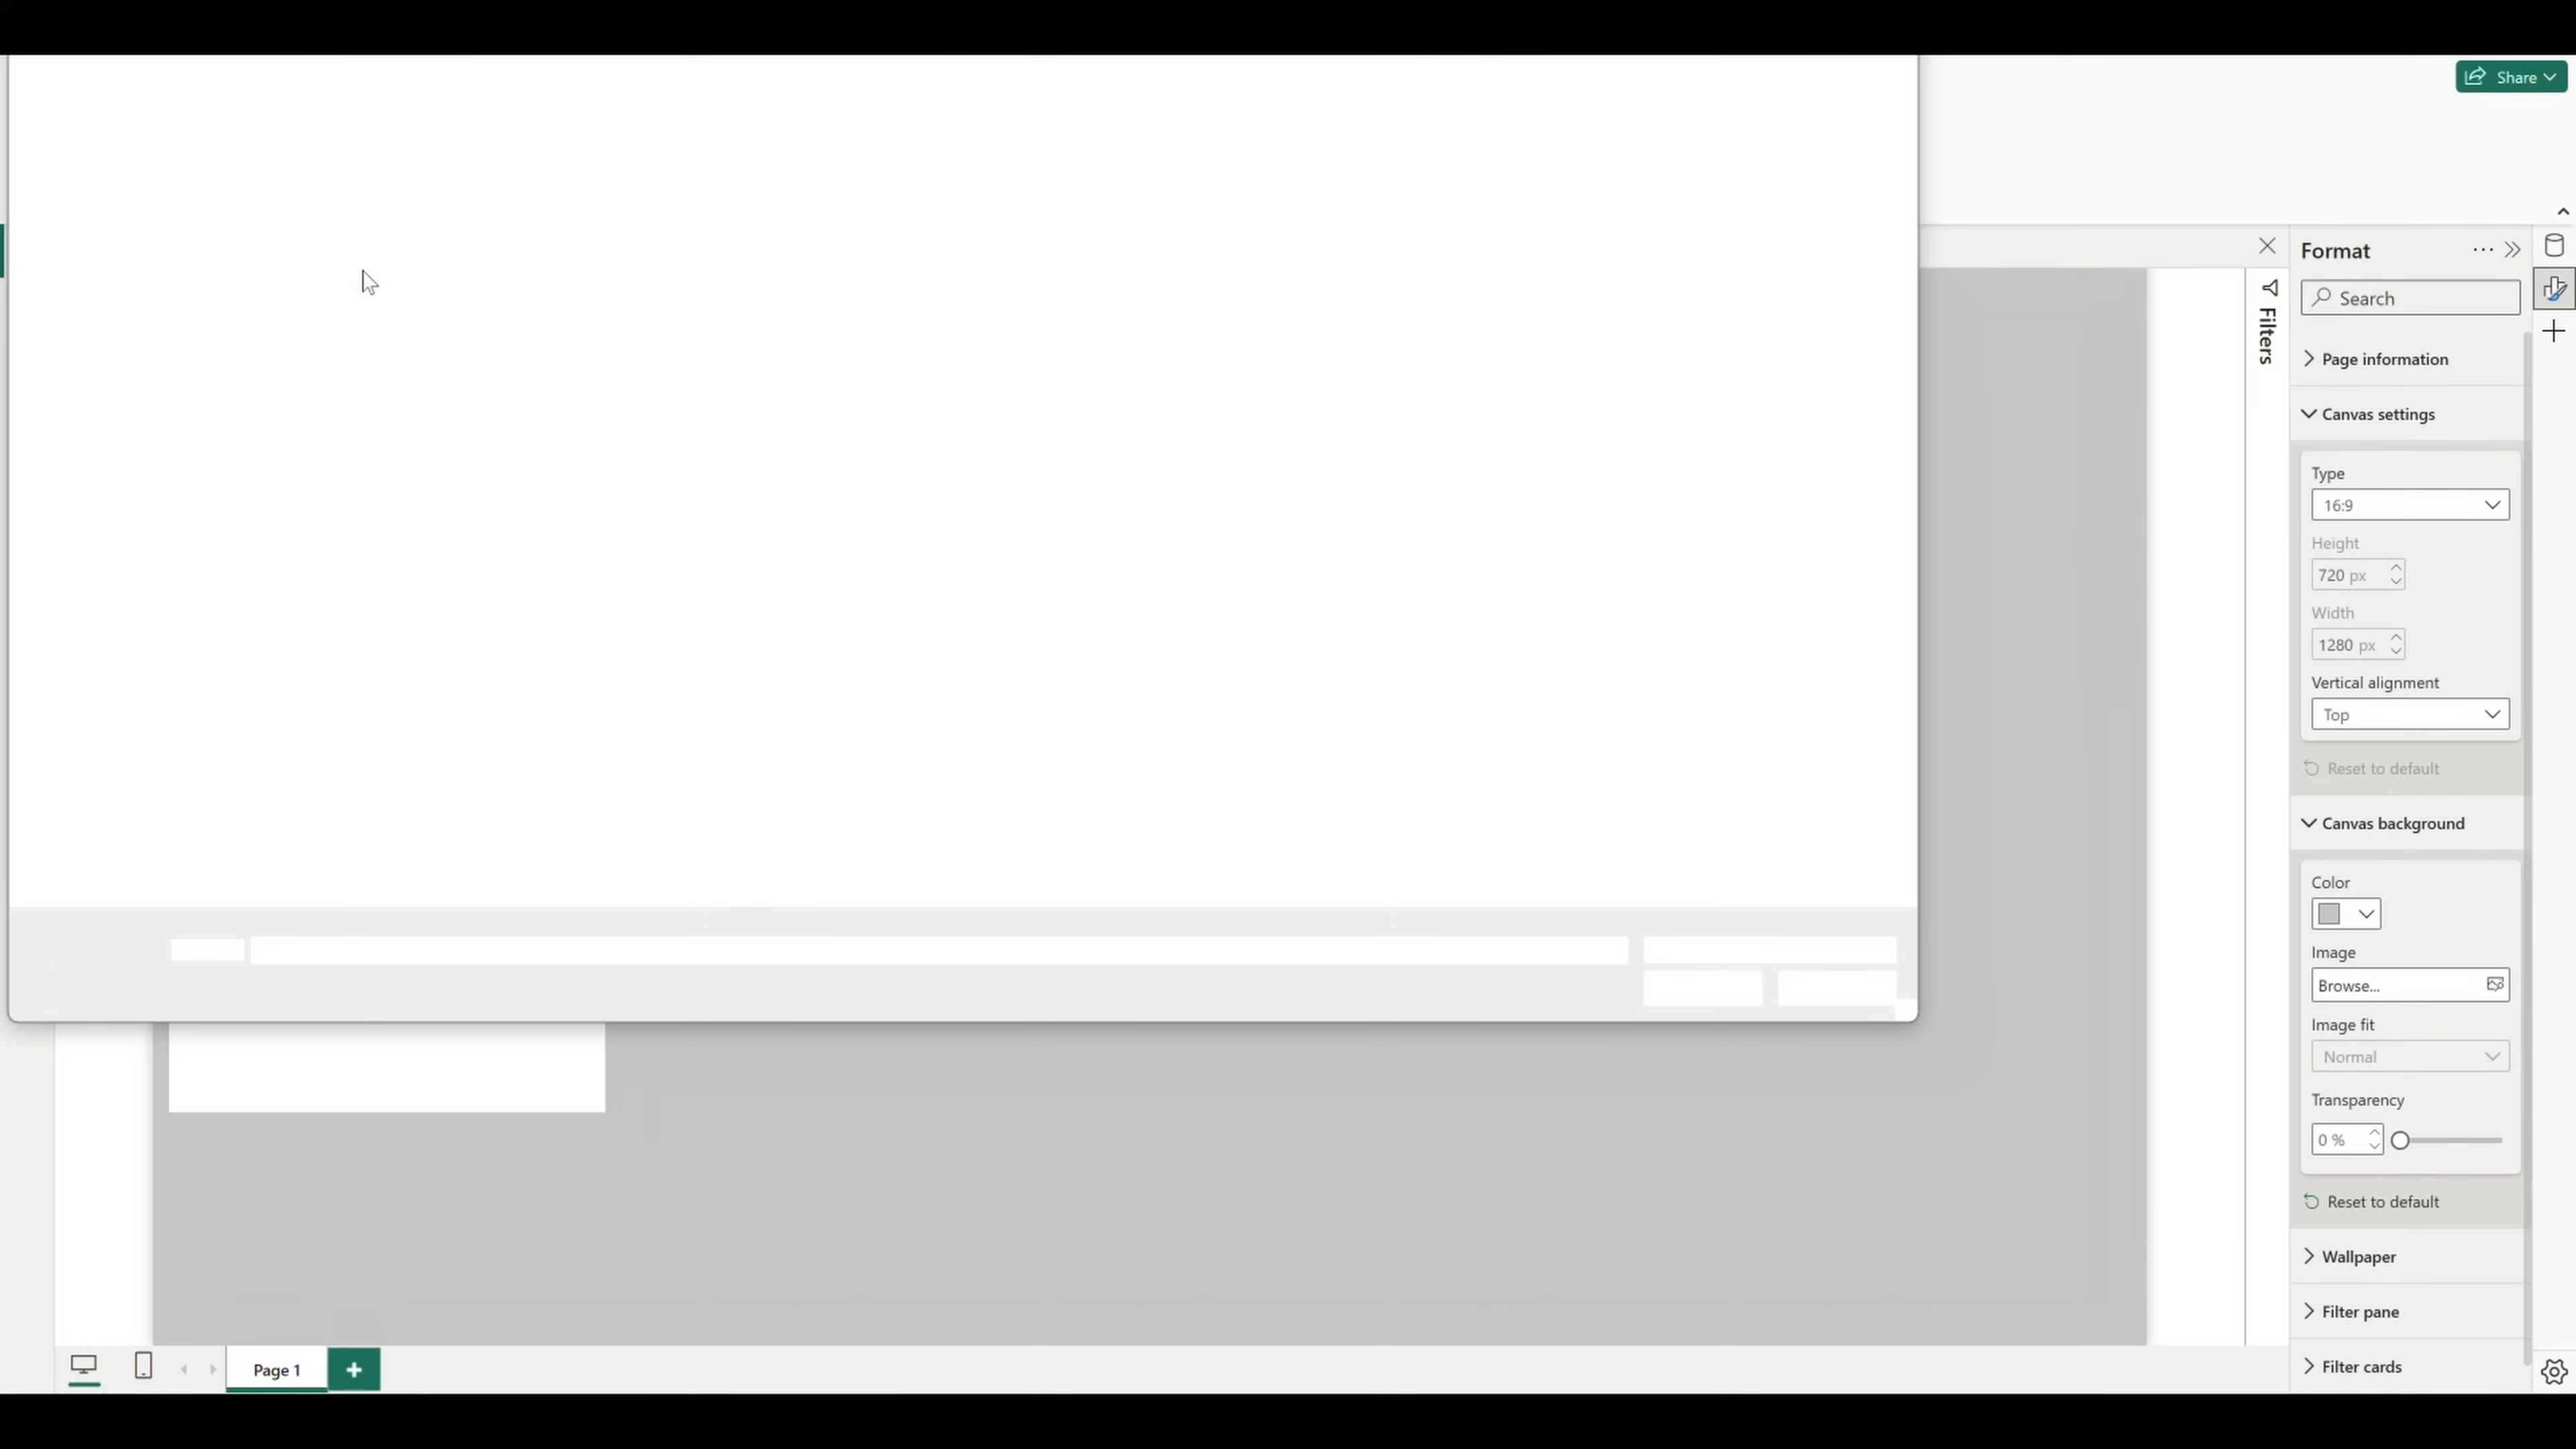 Share
Format
Search
Filters
Page information
Canvas settings
Type
16:9
Height
720 px
Width
1280 px
Vertical alignment
Top
Reset to default
Canvas background
Color
Image
Browse...
Image fit
Normal
Transparency
0 %
Reset to default
Wallpaper
Filter pane
Filter cards
Page 1